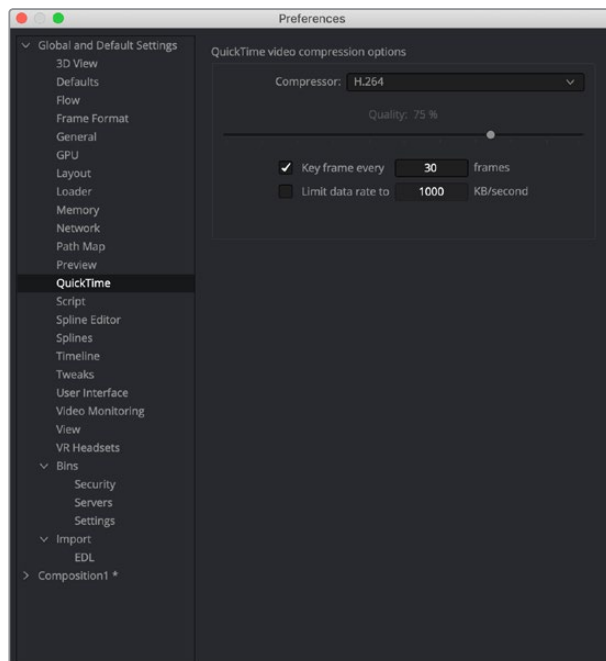 Preferences
Global and Default Settings
3D View
Defaults
Flow
Frame Format
General
GPU
Layout
Loader
Memory
Network
Path Map
Preview
QuickTime
Script
Spline Editor
Splines
Timeline
Tweaks
User Interface
Video Monitoring
View
VR Headsets
Bins
Security
Servers
Settings
Import
EDL
Composition1 *
QuickTime video compression options
Compressor: H.264
Quality: 75 %
Key frame every 30 frames
Limit data rate to 1000 KB/second